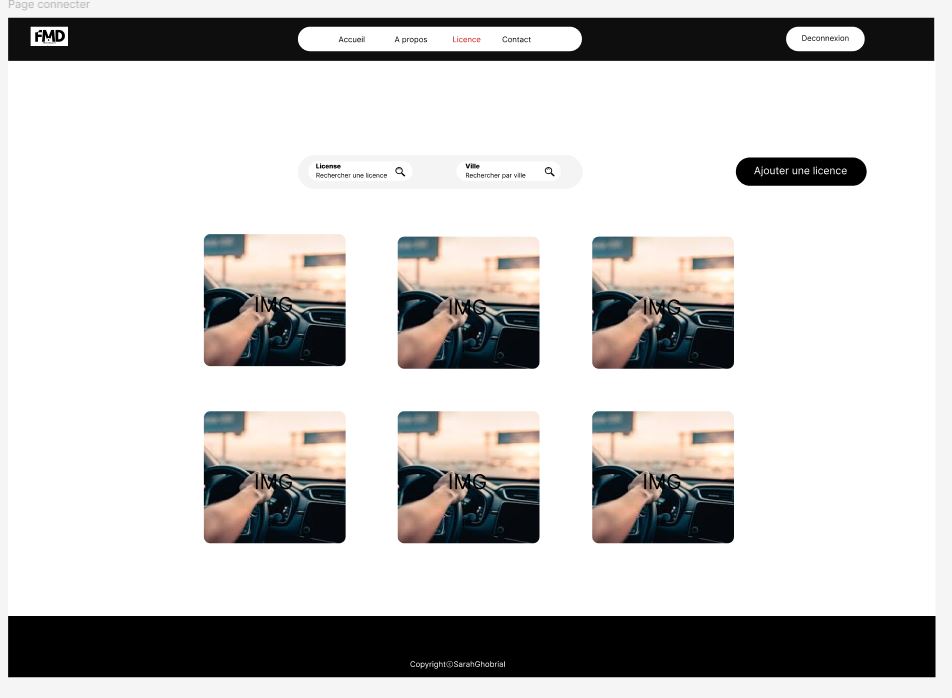 Page connecter
FMD
Accueil
A propos
Licence
Contact
Deconnexion
License
Rechercher une licence
Ville
Rechercher par ville
Ajouter une licence
IMG
IMG
IMG
IMG
IMG
IMG
Copyright©SarahGhobrial